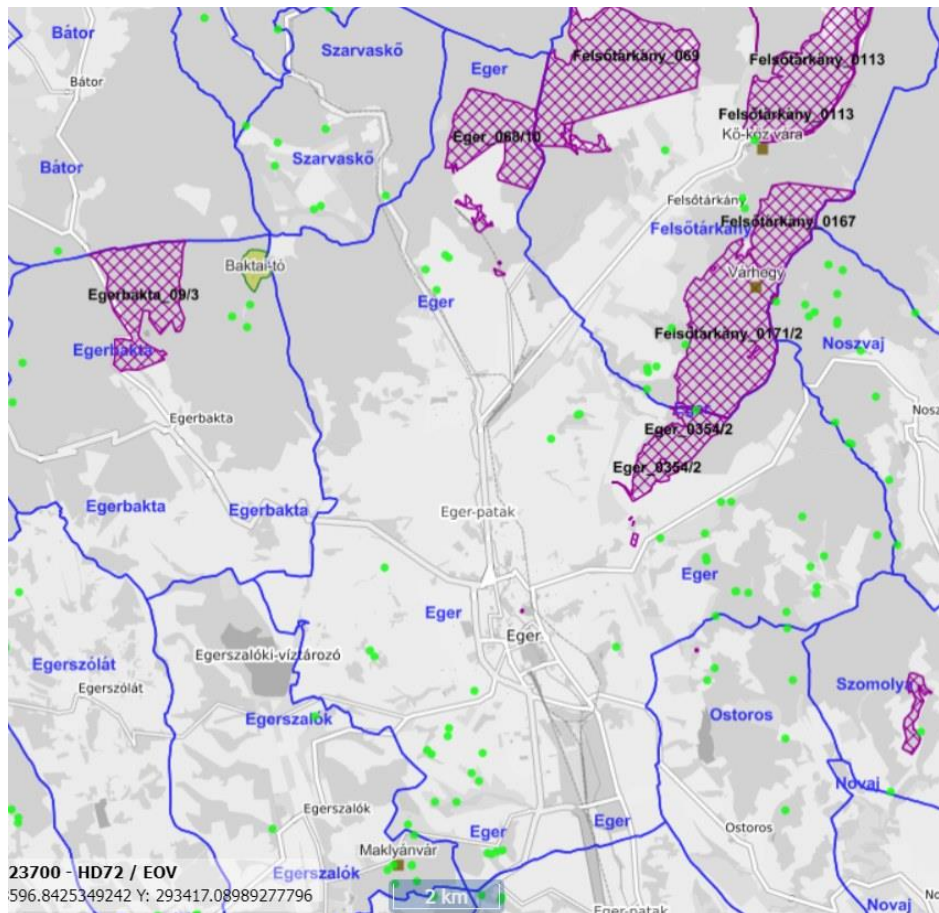 Bátor
Szarvaskő
Eger
Felsőtárkány_069
Felsőtárkány_0113
Bátor
Felsőtárkány_0113
Eger_068/10
Kő-köz vára
Szarvaskő
Bátor
Felsőtárkány
Felsőtárkány_0167
Felsőtárkány
Baktai-tó
Várhegy
Egerbakta_09/3
Eger
Felsőtárkány_0171/2
Noszvaj
Egerbakta
Eger
Egerbakta
Eger_0354/2
Eger_0354/2
Egerbakta
Egerbakta
Eger-patak
Eger
Eger
Eger
Egerszalóki-víztározó
Egerszólát
Egerszólát
Szomolya
Egerszalók
Ostoros
Novaj
Egerszalók
Eger
Eger
Ostoros
Maklyánvár
Egerszalók
23700 - HD72 / EOV
596.8425349242 Y: 293417.08989277796
2 km
Eger-patak
Novaj